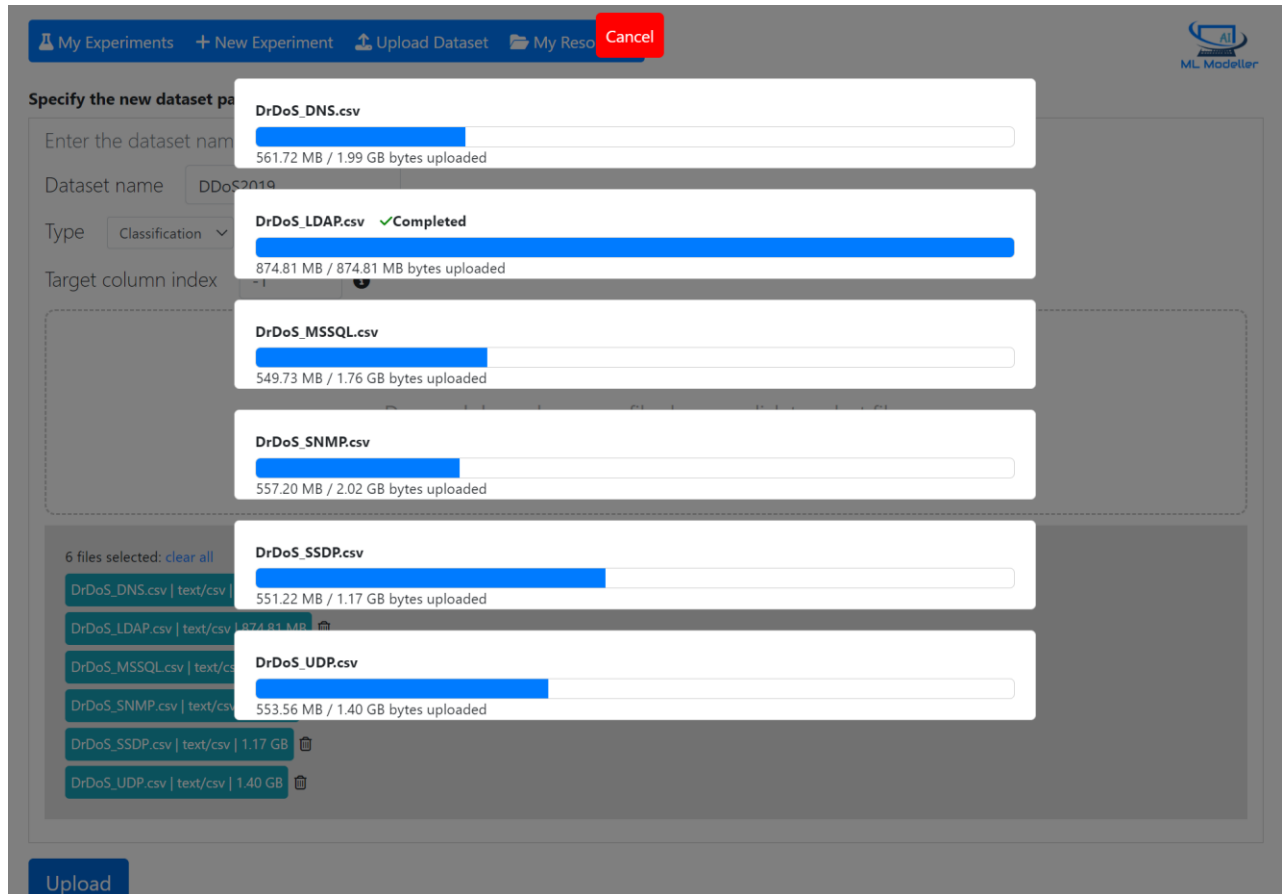 My Experiments New Experiment Upload Dataset My Reso Cancel
AI
ML Modeller
Specify the new dataset pa
Enter the dataset nam
Dataset name DDoS2019
Type Classification
Target column index -1
DrDoS_DNS.csv
561.72 MB / 1.99 GB bytes uploaded
DrDoS_LDAP.csv Completed
874.81 MB / 874.81 MB bytes uploaded
DrDoS_MSSQL.csv
549.73 MB / 1.76 GB bytes uploaded
DrDoS_SNMP.csv
557.20 MB / 2.02 GB bytes uploaded
DrDoS_SSDP.csv
551.22 MB / 1.17 GB bytes uploaded
DrDoS_UDP.csv
553.56 MB / 1.40 GB bytes uploaded
6 files selected: clear all
DrDoS_DNS.csv | text/csv |
DrDoS_LDAP.csv | text/csv | 874.81 MB
DrDoS_MSSQL.csv | text/cs
DrDoS_SNMP.csv | text/csv
DrDoS_SSDP.csv | text/csv | 1.17 GB
DrDoS_UDP.csv | text/csv | 1.40 GB
Upload